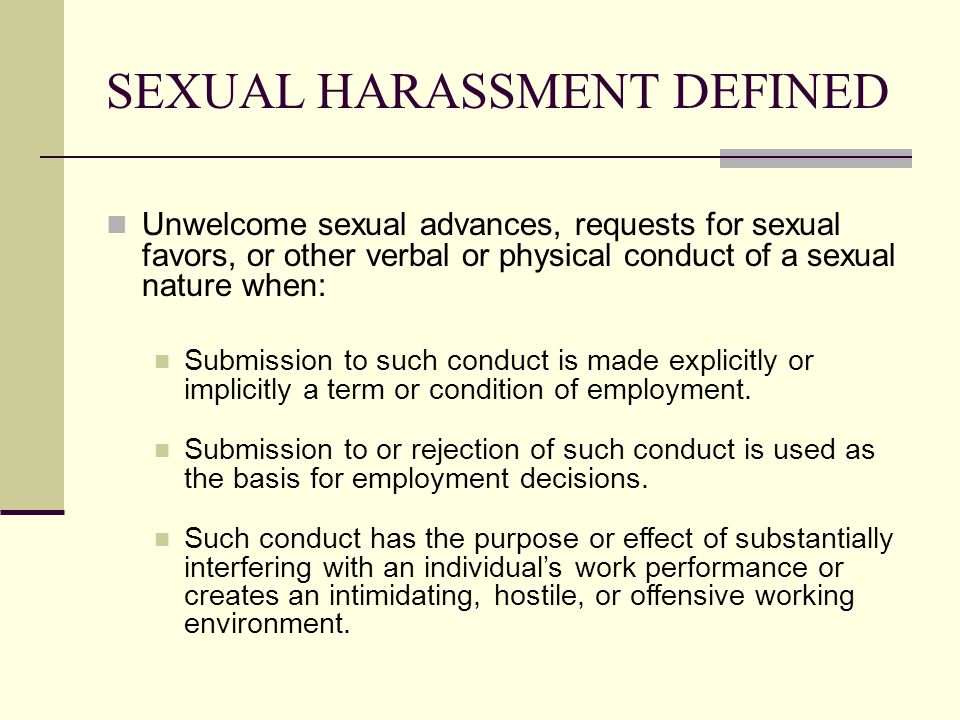 SEXUAL HARASSMENT DEFINED
Unwelcome sexual advances, requests for sexual
favors, or other verbal or physical conduct of a sexual
nature when:
Submission to such conduct is made explicitly or
implicitly a term or condition of employment.
Submission to or rejection of such conduct is used as
the basis for employment decisions.
Such conduct has the purpose or effect of substantially
interfering with an individual’s work performance or
creates an intimidating, hostile, or offensive working
environment.